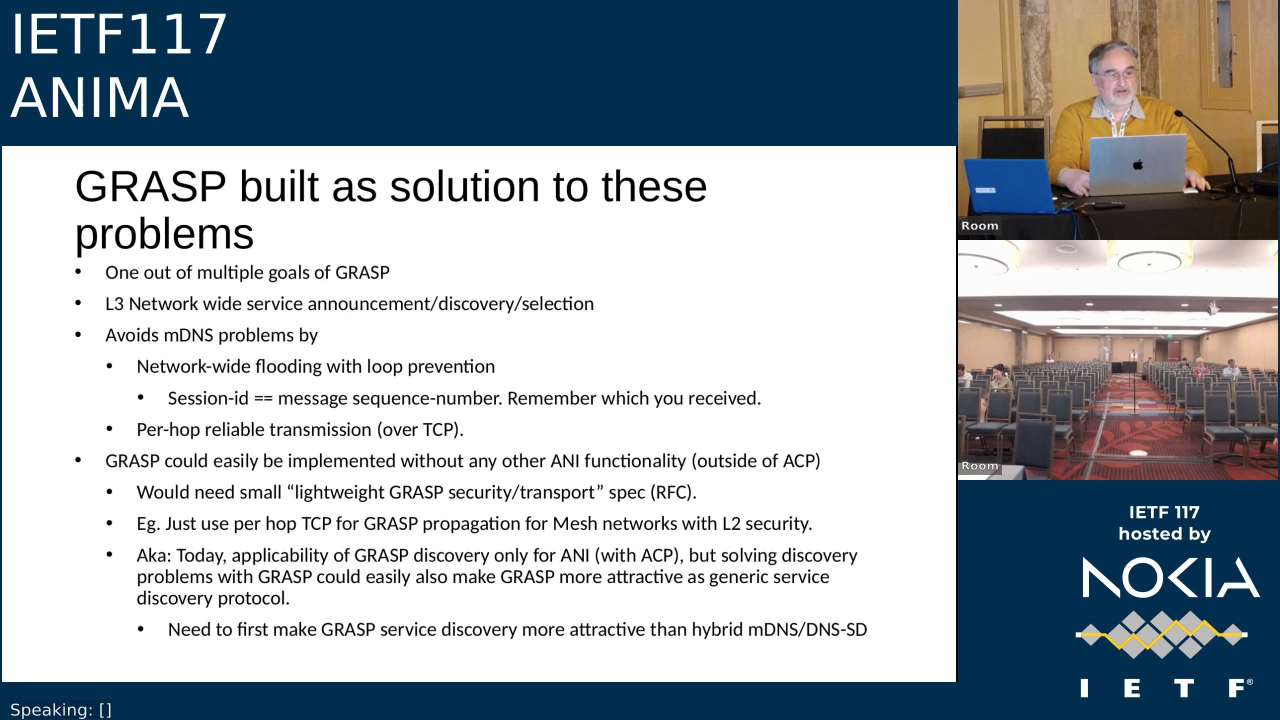 IETF117
ANIMA
GRASP built as solution to these
problems
• One out of multiple goals of GRASP
• L3 Network wide service announcement/discovery/selection
• Avoids mDNS problems by
• Network-wide flooding with loop prevention
• Session-id == message sequence-number. Remember which you received.
• Per-hop reliable transmission (over TCP).
• GRASP could easily be implemented without any other ANI functionality (outside of ACP)
• Would need small “lightweight GRASP security/transport” spec (RFC).
• Eg. Just use per hop TCP for GRASP propagation for Mesh networks with L2 security.
• Aka: Today, applicability of GRASP discovery only for ANI (with ACP), but solving discovery
problems with GRASP could easily also make GRASP more attractive as generic service
discovery protocol.
• Need to first make GRASP service discovery more attractive than hybrid mDNS/DNS-SD
Room
Room
IETF 117
hosted by
NOKIA
I E T F®
Speaking: []